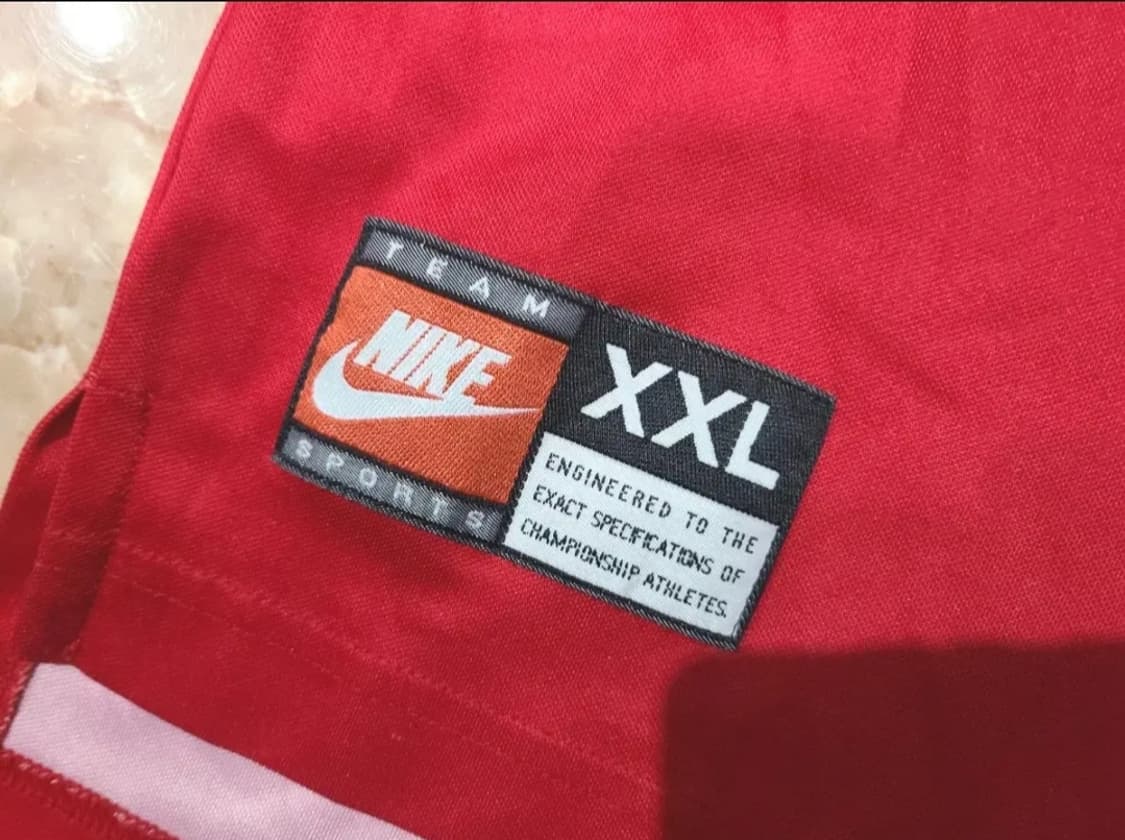 TEAM
NIKE
SPORTS
XXL
ENGINEERED TO THE
EXACT SPECIFICATIONS OF
CHAMPIONSHIP ATHLETES.